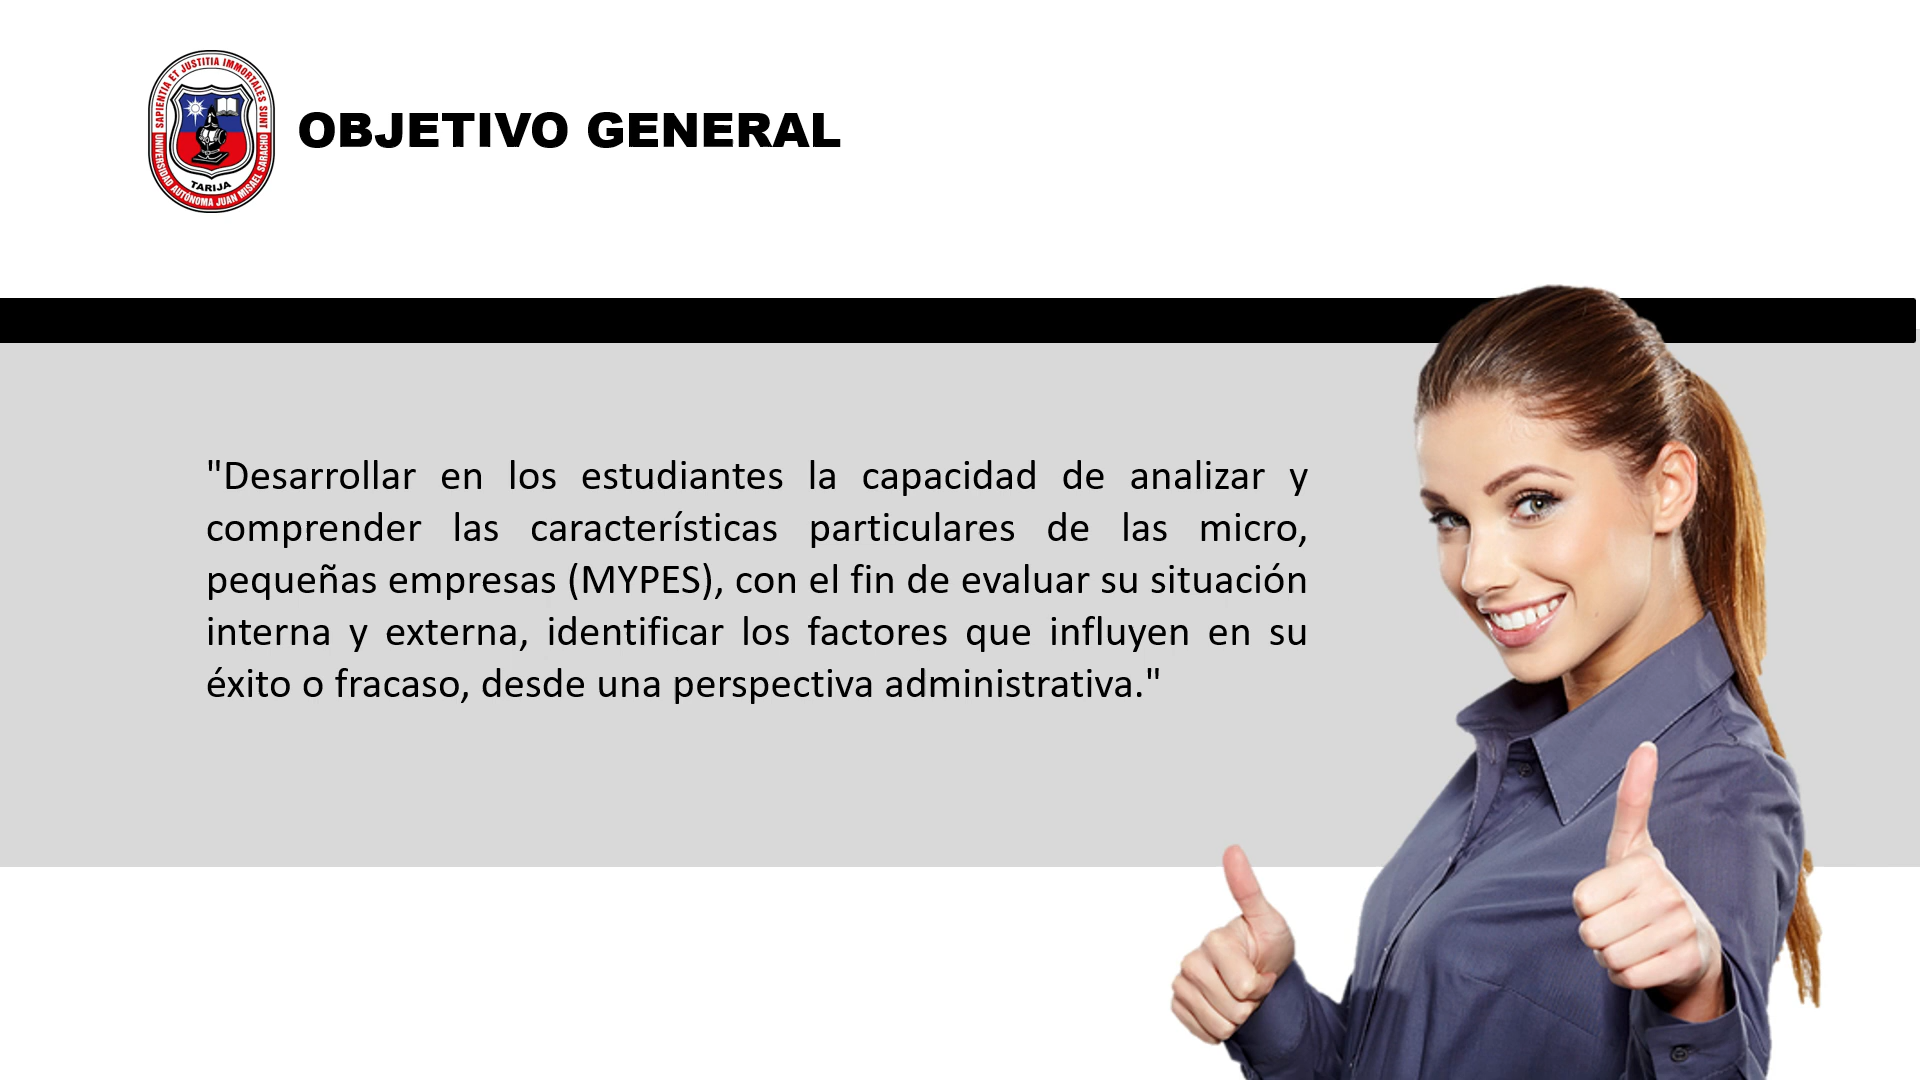 SAPIENTIA ET JUSTITIA IMMORTALES SUNT
TARIJA
UNIVERSIDAD AUTÓNOMA JUAN MISAEL SARACHO
OBJETIVO GENERAL
"Desarrollar en los estudiantes la capacidad de analizar y
comprender las características particulares de las micro,
pequeñas empresas (MYPES), con el fin de evaluar su situación
interna y externa, identificar los factores que influyen en su
éxito o fracaso, desde una perspectiva administrativa."